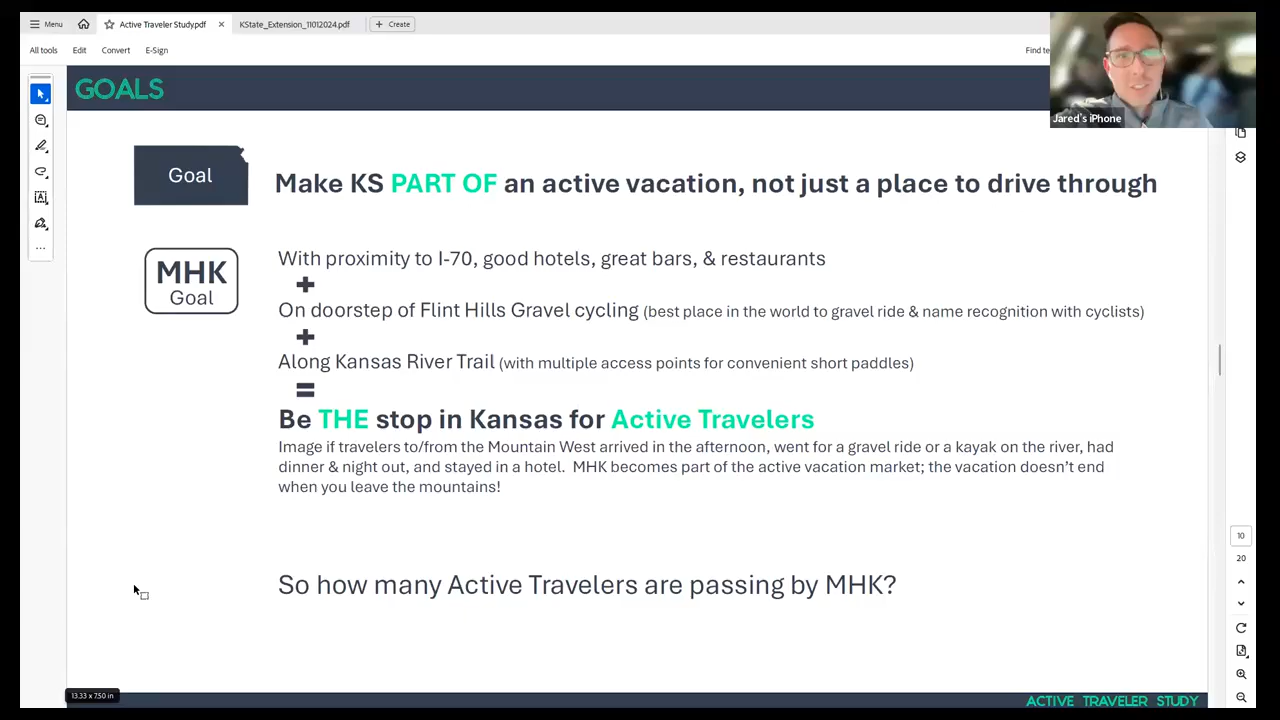 Menu
Active Traveler Study.pdf
KState_Extension_11012024.pdf
Create
All tools
Edit
Convert
E-Sign
Find te
GOALS
Jared's iPhone
Goal
Make KS PART OF an active vacation, not just a place to drive through
MHK
Goal
With proximity to I-70, good hotels, great bars, & restaurants
+
On doorstep of Flint Hills Gravel cycling (best place in the world to gravel ride & name recognition with cyclists)
+
Along Kansas River Trail (with multiple access points for convenient short paddles)
=
Be THE stop in Kansas for Active Travelers
Image if travelers to/from the Mountain West arrived in the afternoon, went for a gravel ride or a kayak on the river, had
dinner & night out, and stayed in a hotel.  MHK becomes part of the active vacation market; the vacation doesn't end
when you leave the mountains!
So how many Active Travelers are passing by MHK?
10
20
13.33 x 7.50 in
ACTIVE TRAVELER STUDY